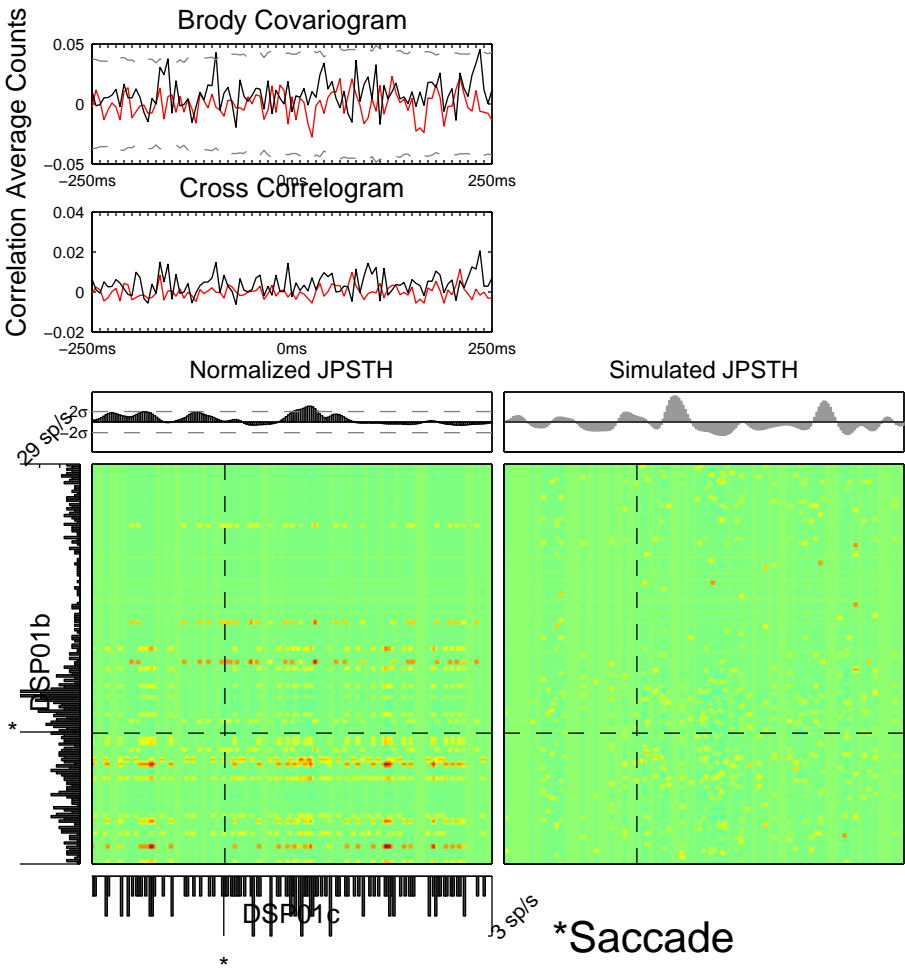 Brody Covariogram
Correlation Average Counts
0.05
0
−0.05
−250ms
0ms
250ms
Cross Correlogram
0.04
0.02
0
−0.02
−250ms
0ms
250ms
Normalized JPSTH
Simulated JPSTH
2σ
−2σ
29 sp/s
DSP01b
*
DSP01c
3 sp/s
*
*Saccade